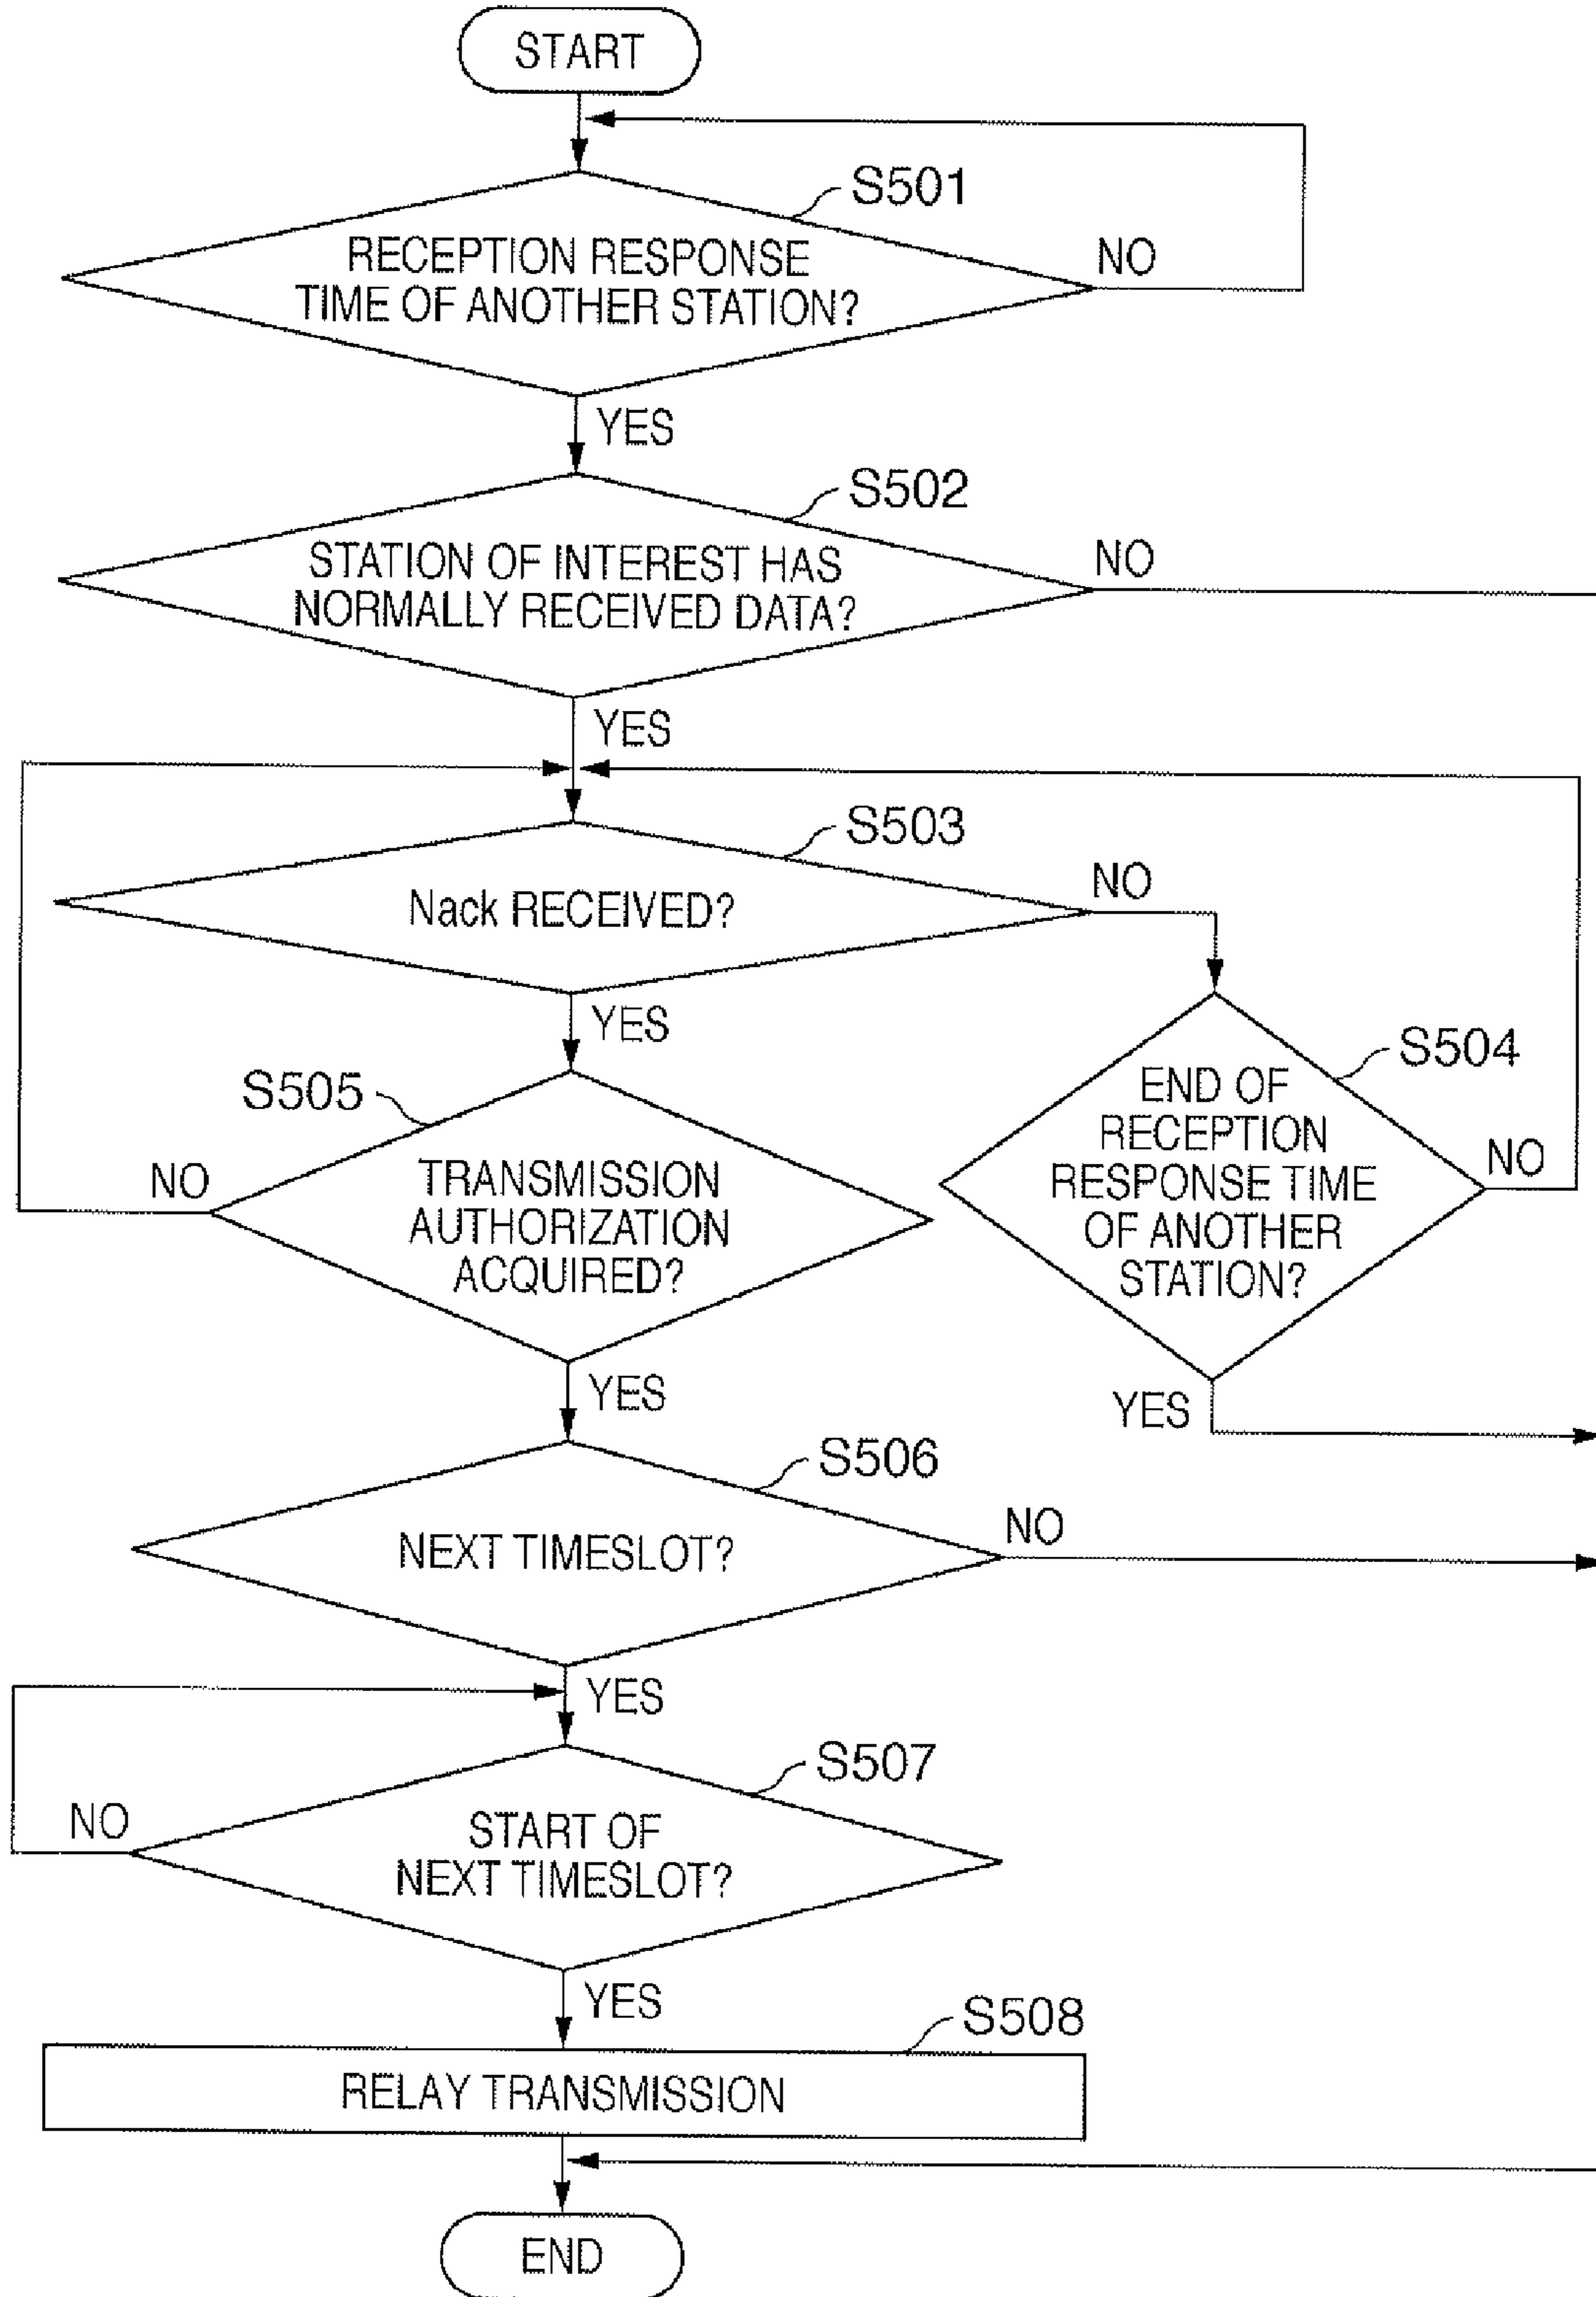 START
S501
RECEPTION RESPONSE
TIME OF ANOTHER STATION?
NO
YES
S502
STATION OF INTEREST HAS
NORMALLY RECEIVED DATA?
NO
YES
S503
Nack RECEIVED?
NO
YES
S504
END OF
RECEPTION
RESPONSE TIME
OF ANOTHER
STATION?
NO
YES
S505
TRANSMISSION
AUTHORIZATION
ACQUIRED?
NO
YES
S506
NEXT TIMESLOT?
NO
YES
S507
START OF
NEXT TIMESLOT?
NO
YES
S508
RELAY TRANSMISSION
END